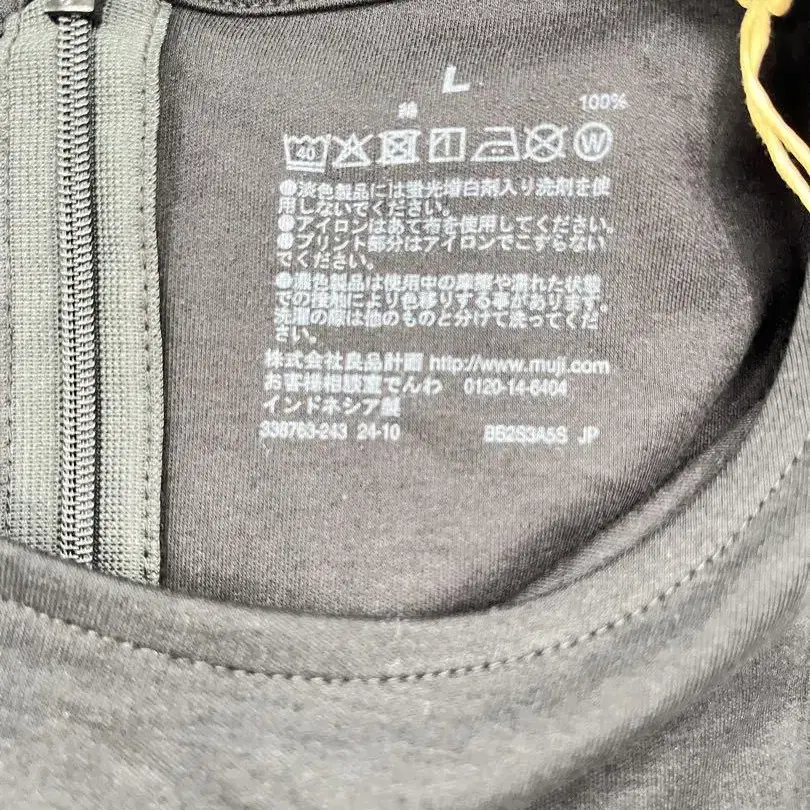 L
綿 100%
40 W
●淡色製品には蛍光増白剤入り洗剤を使
用しないでください。
●アイロンはあて布を使用してください。
●プリント部分はアイロンでこすらない
でください。
●濃色製品は使用中の摩擦や濡れた状態
での接触により色移りする事があります。
洗濯の際は他のものと分けて洗ってくだ
さい。
株式会社良品計画 http://www.muji.com
お客様相談室でんわ 0120-14-6404
インドネシア製
338763-243 24-10 BB2S3A5S JP